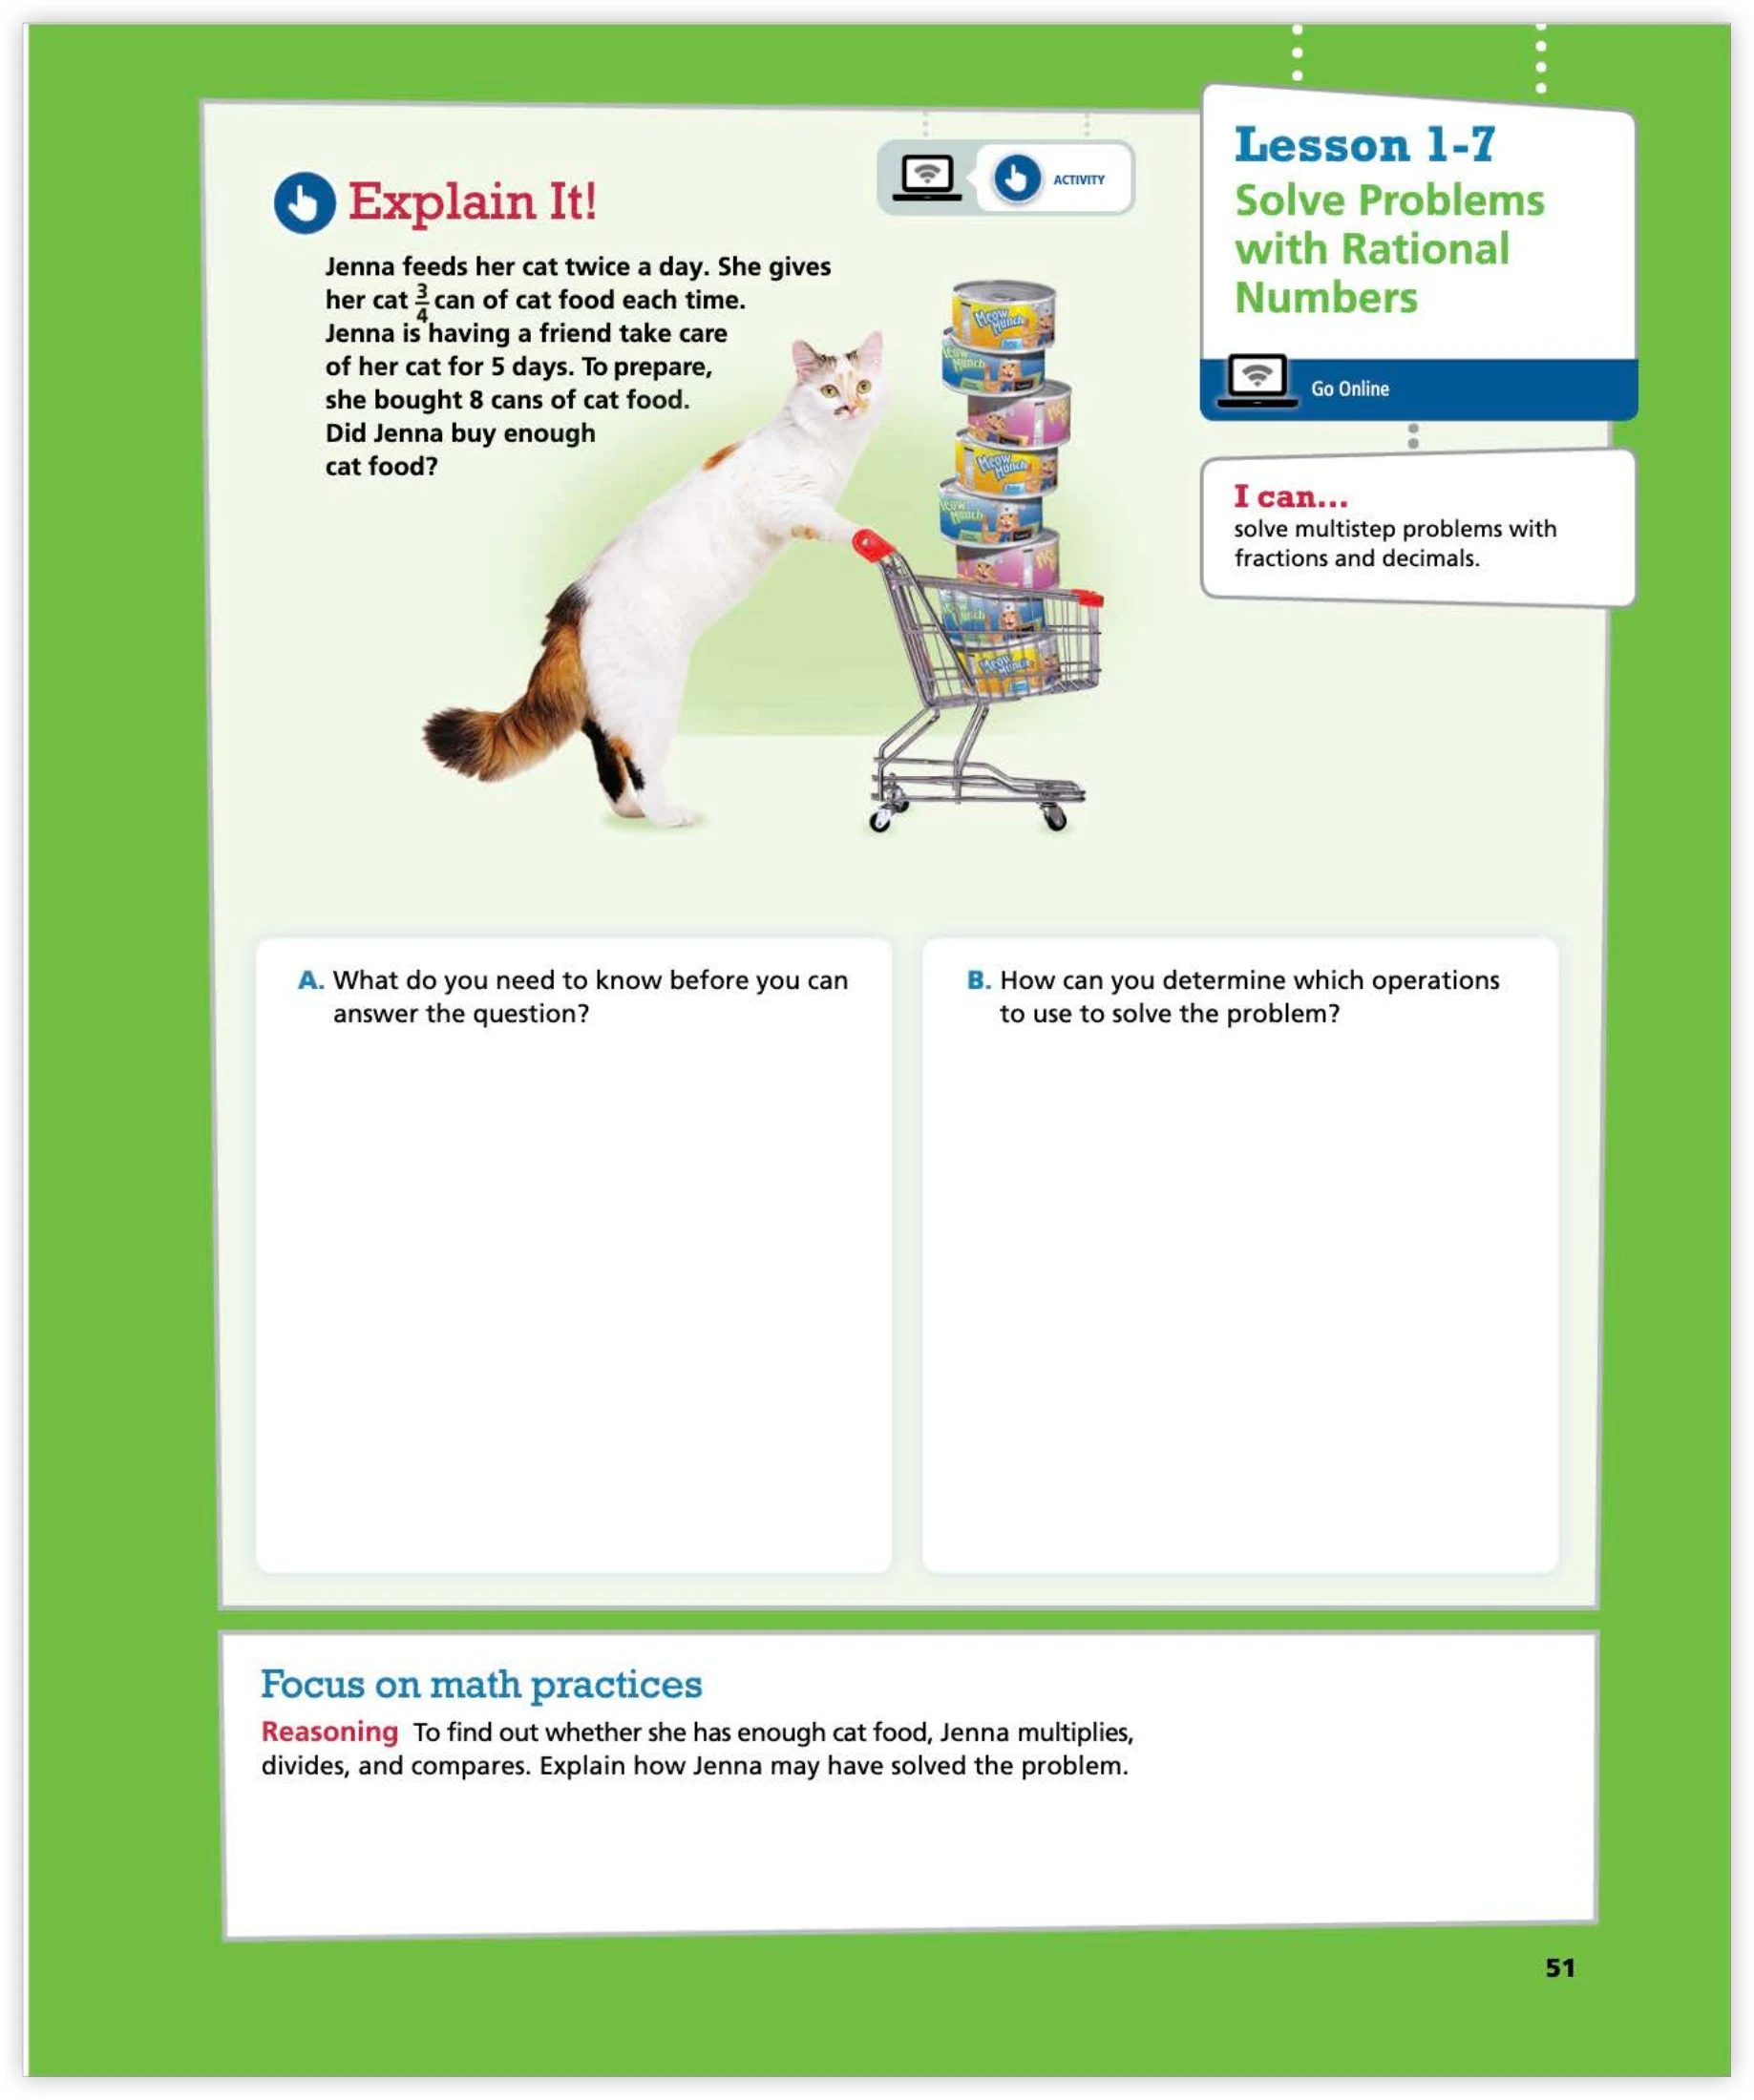 Lesson 1-7
Solve Problems
with Rational
Numbers
Go Online
I can...
solve multistep problems with
fractions and decimals.
ACTIVITY
Explain It!
Jenna feeds her cat twice a day. She gives
her cat 3/4 can of cat food each time.
Jenna is having a friend take care
of her cat for 5 days. To prepare,
she bought 8 cans of cat food.
Did Jenna buy enough
cat food?
Meow Munch
Meow Munch
Meow Munch
A. What do you need to know before you can
answer the question?
B. How can you determine which operations
to use to solve the problem?
Focus on math practices
Reasoning To find out whether she has enough cat food, Jenna multiplies,
divides, and compares. Explain how Jenna may have solved the problem.
51